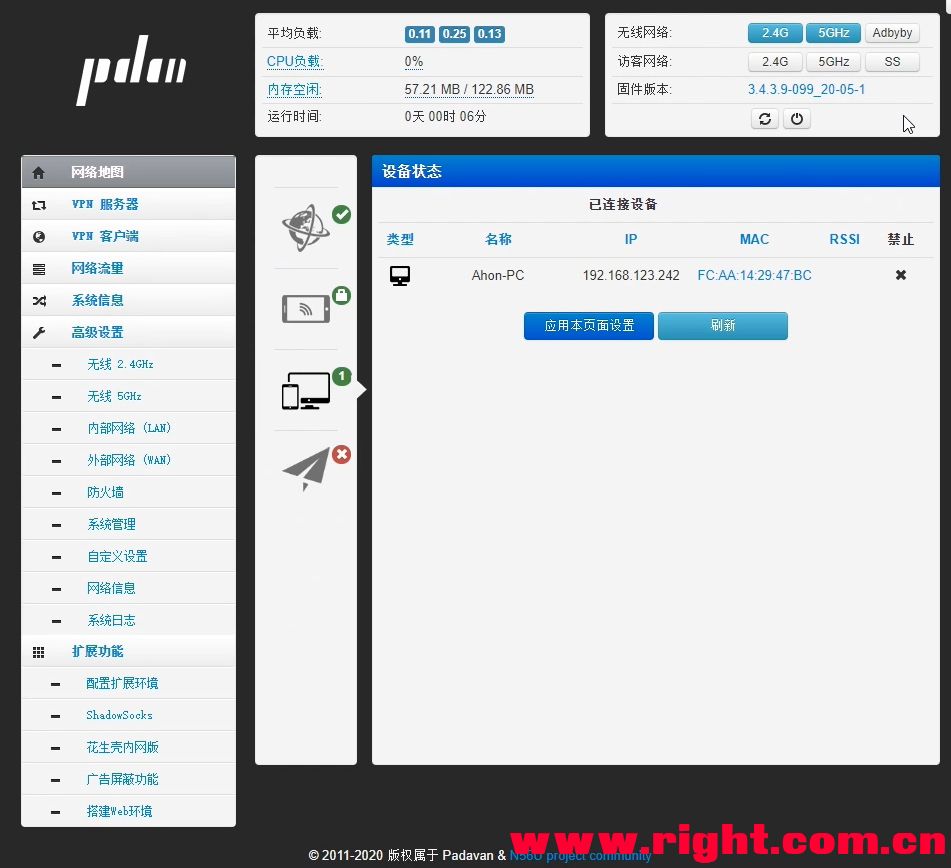 padavan
平均负载: 0.11 0.25 0.13
CPU负载: 0%
内存空闲: 57.21 MB / 122.86 MB
运行时间: 0天 00时 06分
无线网络: 2.4G 5GHz Adbyby
访客网络: 2.4G 5GHz SS
固件版本: 3.4.3.9-099_20-05-1
网络地图
VPN 服务器
VPN 客户端
网络流量
系统信息
高级设置
无线 2.4GHz
无线 5GHz
内部网络 (LAN)
外部网络 (WAN)
防火墙
系统管理
自定义设置
网络信息
系统日志
扩展功能
配置扩展环境
ShadowSocks
花生壳内网版
广告屏蔽功能
搭建Web环境
1
设备状态
已连接设备
类型 名称 IP MAC RSSI 禁止
Ahon-PC 192.168.123.242 FC:AA:14:29:47:BC
应用本页面设置 刷新
© 2011-2020 版权属于 Padavan & N56U project community
www.right.com.cn